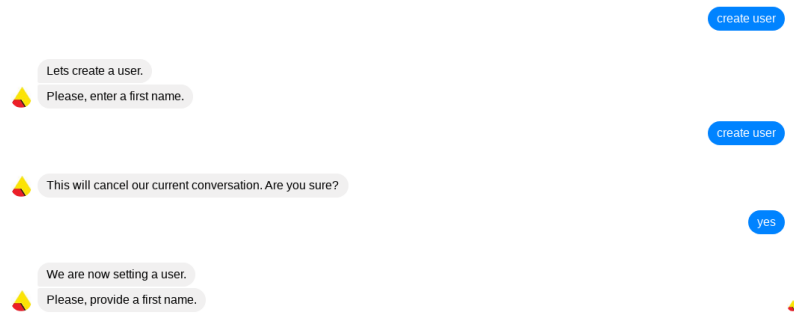 create user
Lets create a user.
Please, enter a first name.
create user
This will cancel our current conversation. Are you sure?
yes
We are now setting a user.
Please, provide a first name.